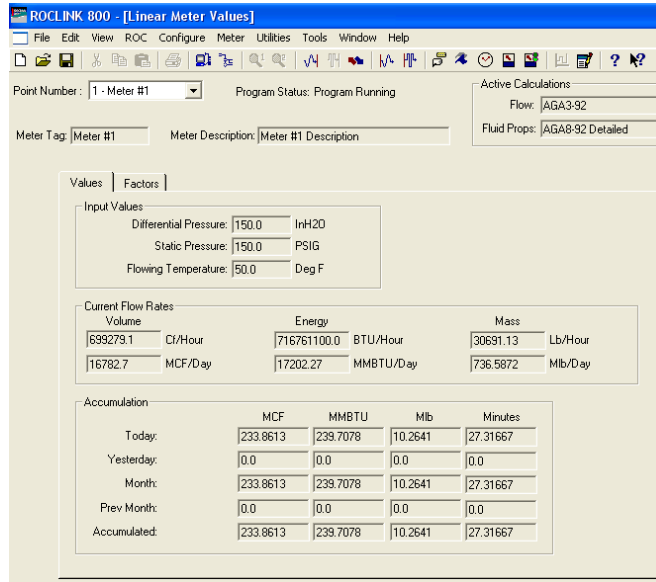 ROCLINK 800 - [Linear Meter Values]
File Edit View ROC Configure Meter Utilities Tools Window Help
Point Number : 1 - Meter #1 Program Status: Program Running
Active Calculations
Flow: AGA3-92
Fluid Props: AGA8-92 Detailed
Meter Tag: Meter #1 Meter Description: Meter #1 Description
Values Factors
Input Values
Differential Pressure: 150.0 InH2O
Static Pressure: 150.0 PSIG
Flowing Temperature: 50.0 Deg F
Current Flow Rates
Volume Energy Mass
699279.1 Cf/Hour 716761100.0 BTU/Hour 30691.13 Lb/Hour
16782.7 MCF/Day 17202.27 MMBTU/Day 736.5872 Mlb/Day
Accumulation
MCF MMBTU Mlb Minutes
Today: 233.8613 239.7078 10.2641 27.31667
Yesterday: 0.0 0.0 0.0 0.0
Month: 233.8613 239.7078 10.2641 27.31667
Prev Month: 0.0 0.0 0.0 0.0
Accumulated: 233.8613 239.7078 10.2641 27.31667